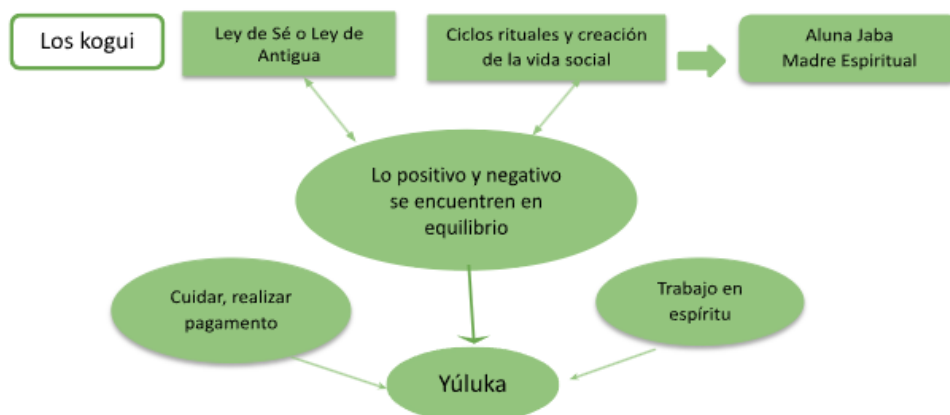 Los kogui
Ley de Sé o Ley de
Antigua
Ciclos rituales y creación
de la vida social
Aluna Jaba
Madre Espiritual
Lo positivo y negativo
se encuentren en
equilibrio
Cuidar, realizar
pagamento
Trabajo en
espíritu
Yúluka